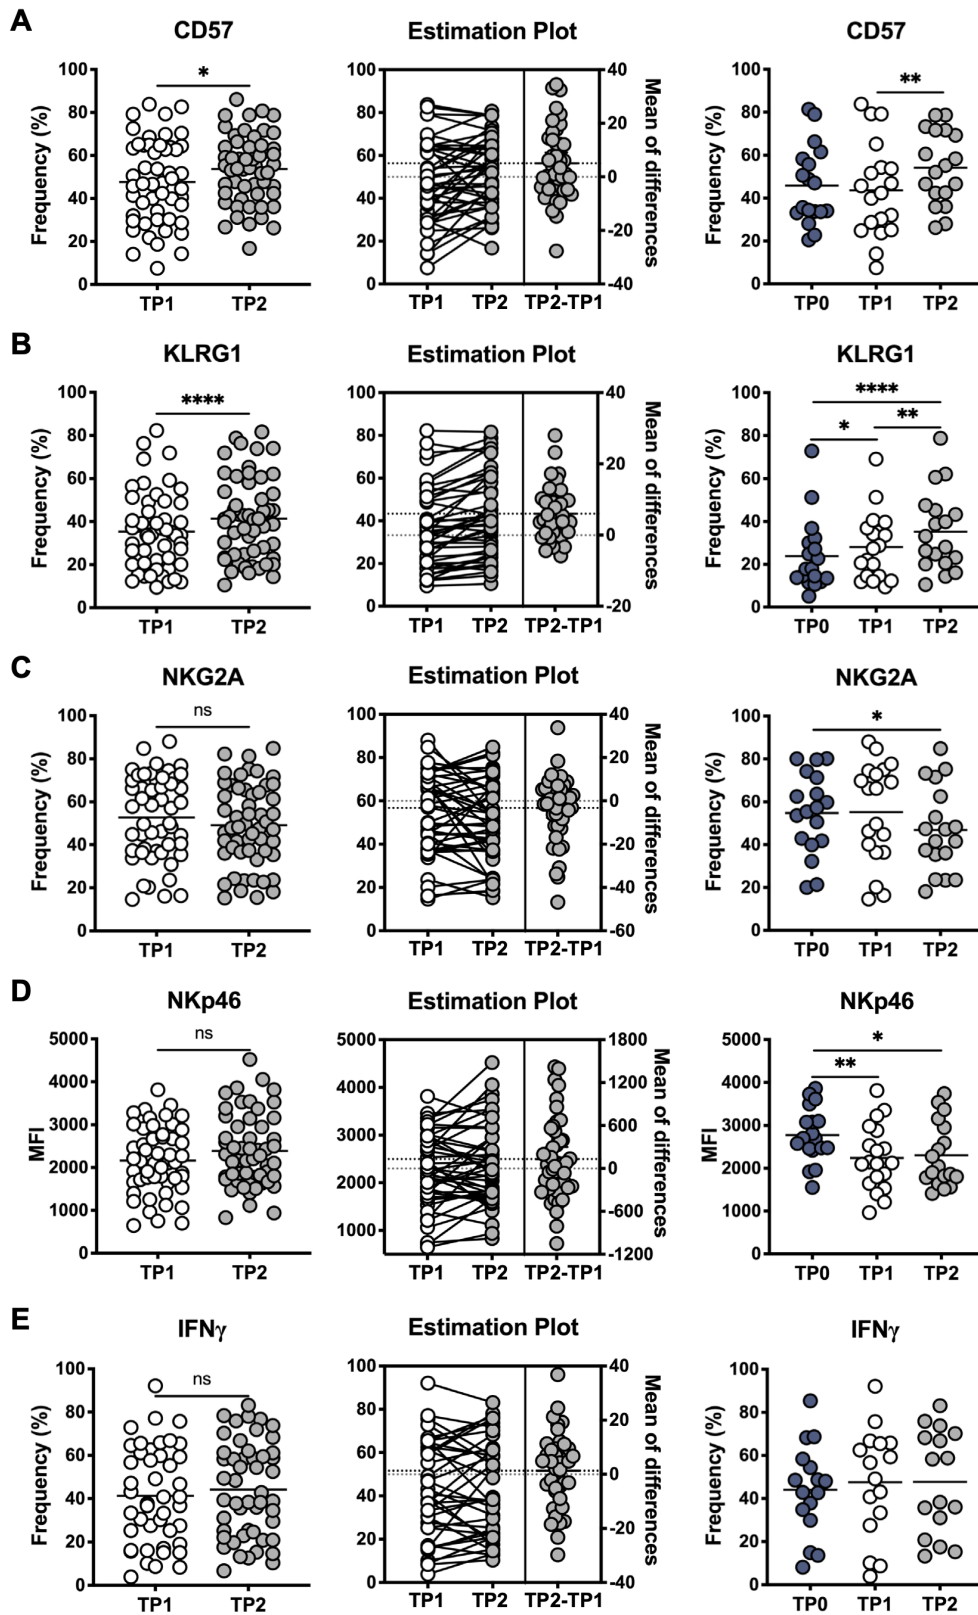 A
CD57
Estimation Plot
CD57
*
**
Frequency (%)
100
80
60
40
20
0
TP1
TP2
100
80
60
40
20
0
TP1
TP2
TP2-TP1
40
20
0
-20
-40
Mean of differences
Frequency (%)
100
80
60
40
20
0
TP0
TP1
TP2
B
KLRG1
Estimation Plot
KLRG1
****
****
*
**
Frequency (%)
100
80
60
40
20
0
TP1
TP2
100
80
60
40
20
0
TP1
TP2
TP2-TP1
40
20
0
-20
Mean of differences
Frequency (%)
100
80
60
40
20
0
TP0
TP1
TP2
C
NKG2A
Estimation Plot
NKG2A
ns
*
Frequency (%)
100
80
60
40
20
0
TP1
TP2
100
80
60
40
20
0
TP1
TP2
TP2-TP1
40
20
0
-20
-40
-60
Mean of differences
Frequency (%)
100
80
60
40
20
0
TP0
TP1
TP2
D
NKp46
Estimation Plot
NKp46
ns
*
**
MFI
5000
4000
3000
2000
1000
0
TP1
TP2
5000
4000
3000
2000
1000
TP1
TP2
TP2-TP1
1800
1200
600
0
-600
-1200
Mean of differences
MFI
5000
4000
3000
2000
1000
0
TP0
TP1
TP2
E
IFNγ
Estimation Plot
IFNγ
ns
Frequency (%)
100
80
60
40
20
0
TP1
TP2
100
80
60
40
20
0
TP1
TP2
TP2-TP1
40
20
0
-20
-40
Mean of differences
Frequency (%)
100
80
60
40
20
0
TP0
TP1
TP2